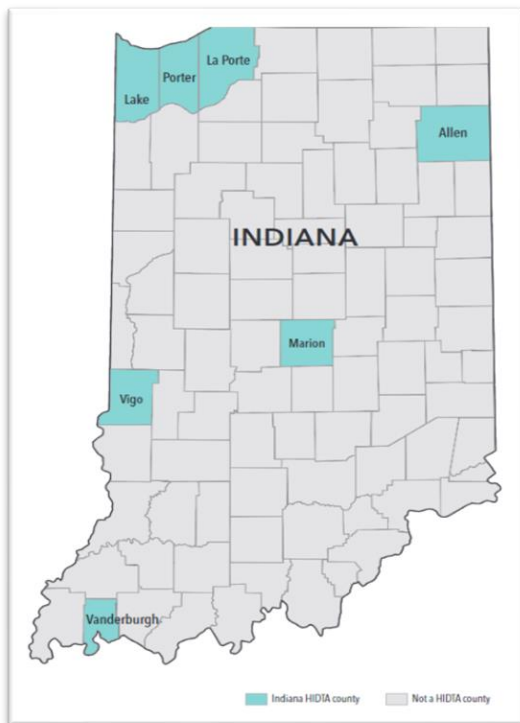 La Porte
Porter
Lake
Allen
INDIANA
Marion
Vigo
Vanderburgh
Indiana HIDTA county
Not a HIDTA county